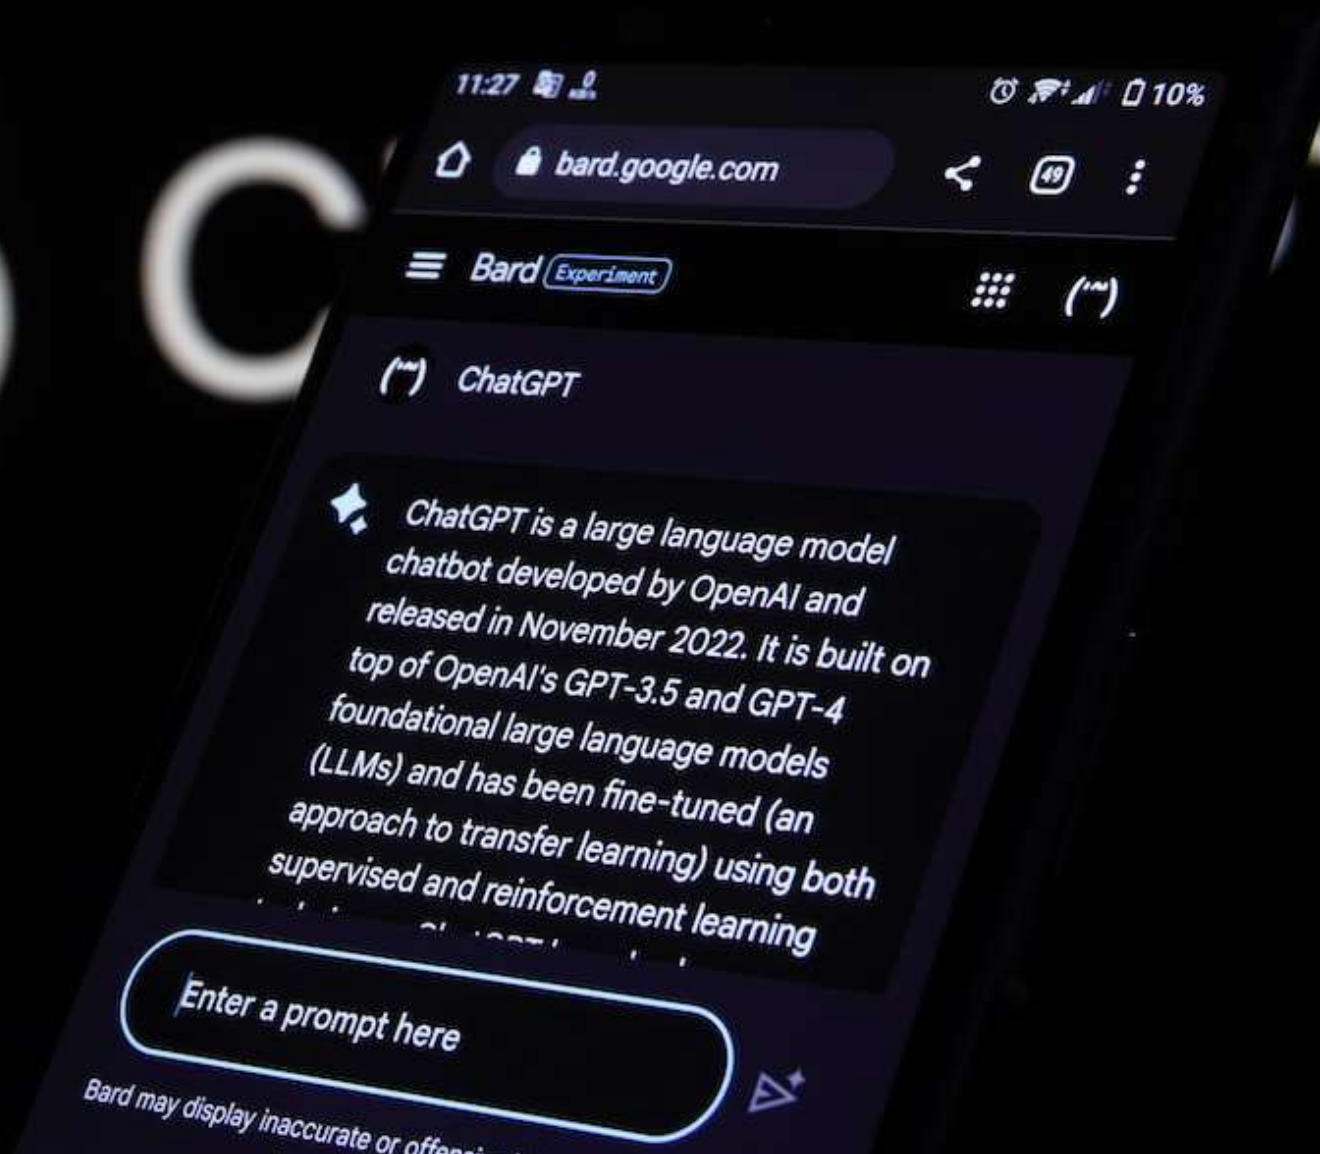 11:27 10%
bard.google.com 49
Bard Experiment
ChatGPT
ChatGPT is a large language model
chatbot developed by OpenAI and
released in November 2022. It is built on
top of OpenAI's GPT-3.5 and GPT-4
foundational large language models
(LLMs) and has been fine-tuned (an
approach to transfer learning) using both
supervised and reinforcement learning
Enter a prompt here
Bard may display inaccurate or
C